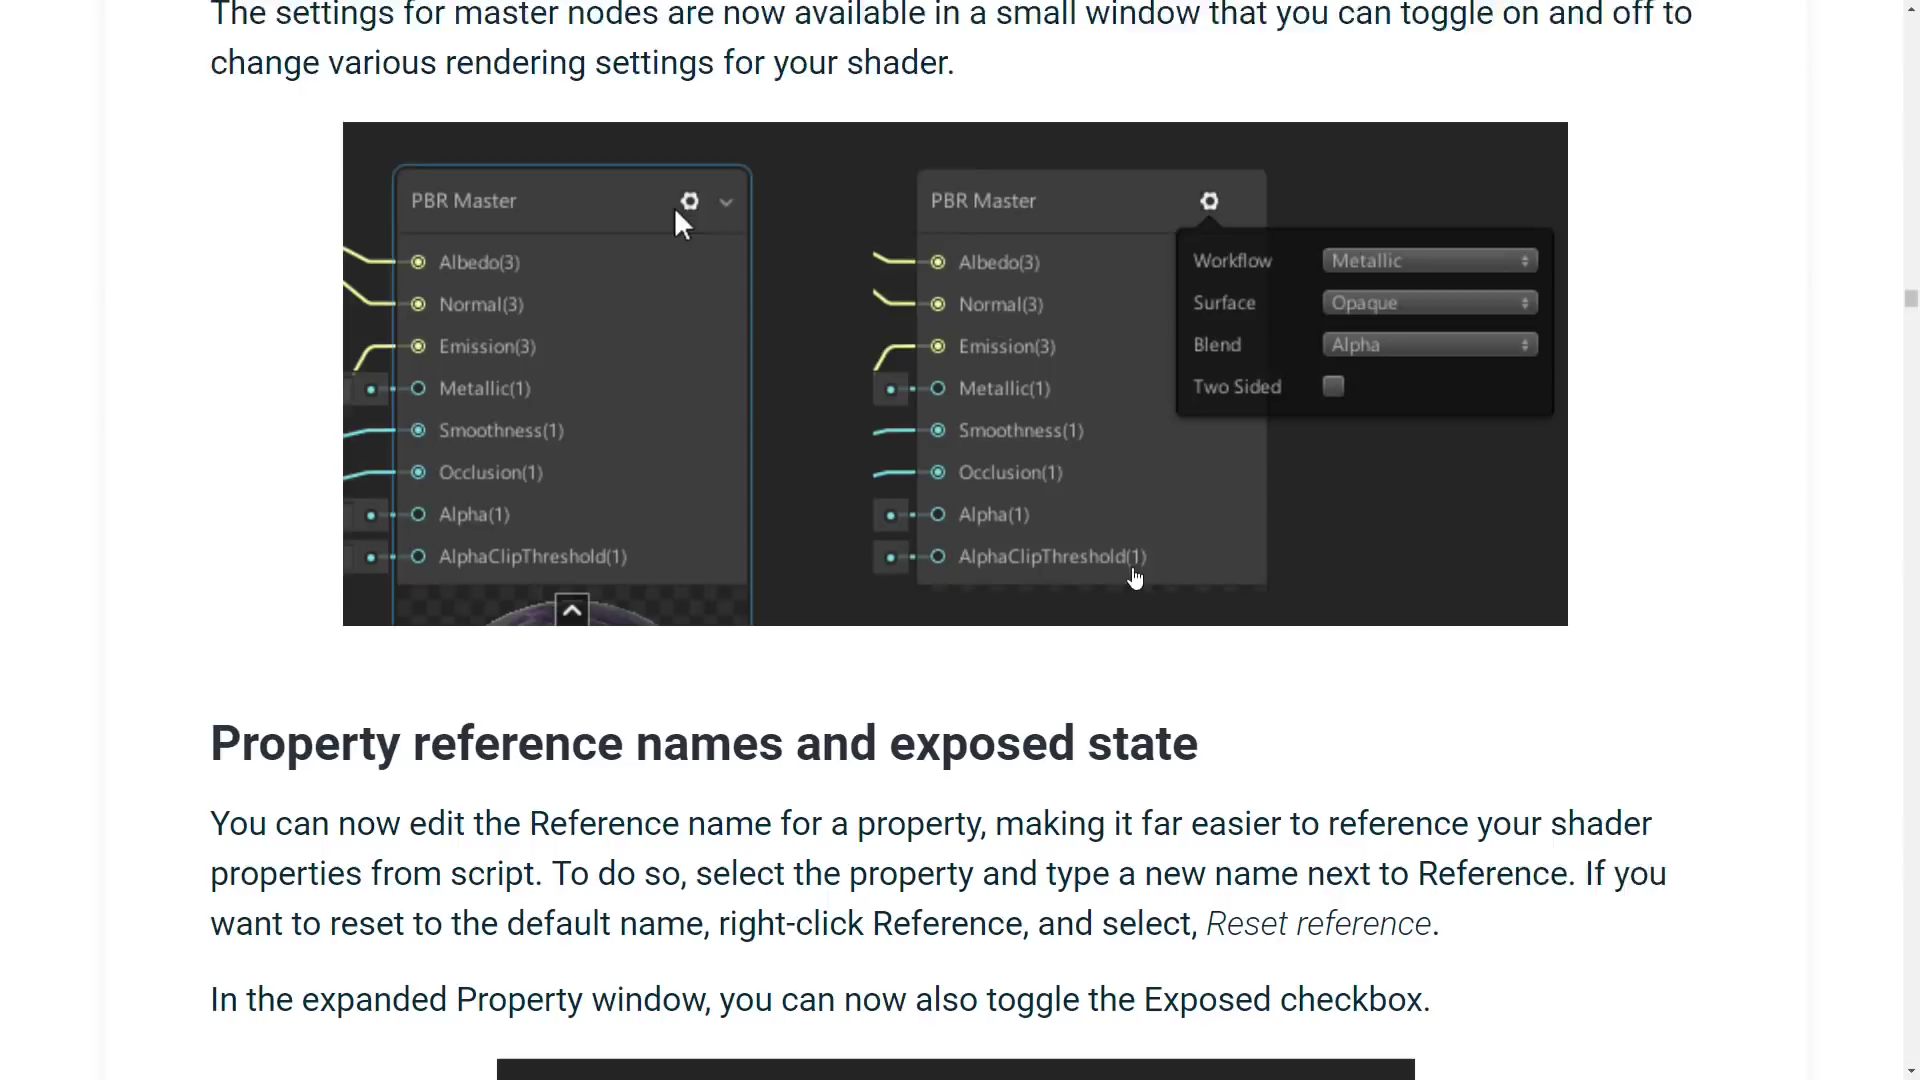 The settings for master nodes are now available in a small window that you can toggle on and off to
change various rendering settings for your shader.
PBR Master
Albedo(3)
Normal(3)
Emission(3)
Metallic(1)
Smoothness(1)
Occlusion(1)
Alpha(1)
AlphaClipThreshold(1)
PBR Master
Albedo(3)
Normal(3)
Emission(3)
Metallic(1)
Smoothness(1)
Occlusion(1)
Alpha(1)
AlphaClipThreshold(1)
Workflow Metallic
Surface Opaque
Blend Alpha
Two Sided
Property reference names and exposed state
You can now edit the Reference name for a property, making it far easier to reference your shader
properties from script. To do so, select the property and type a new name next to Reference. If you
want to reset to the default name, right-click Reference, and select, Reset reference.
In the expanded Property window, you can now also toggle the Exposed checkbox.